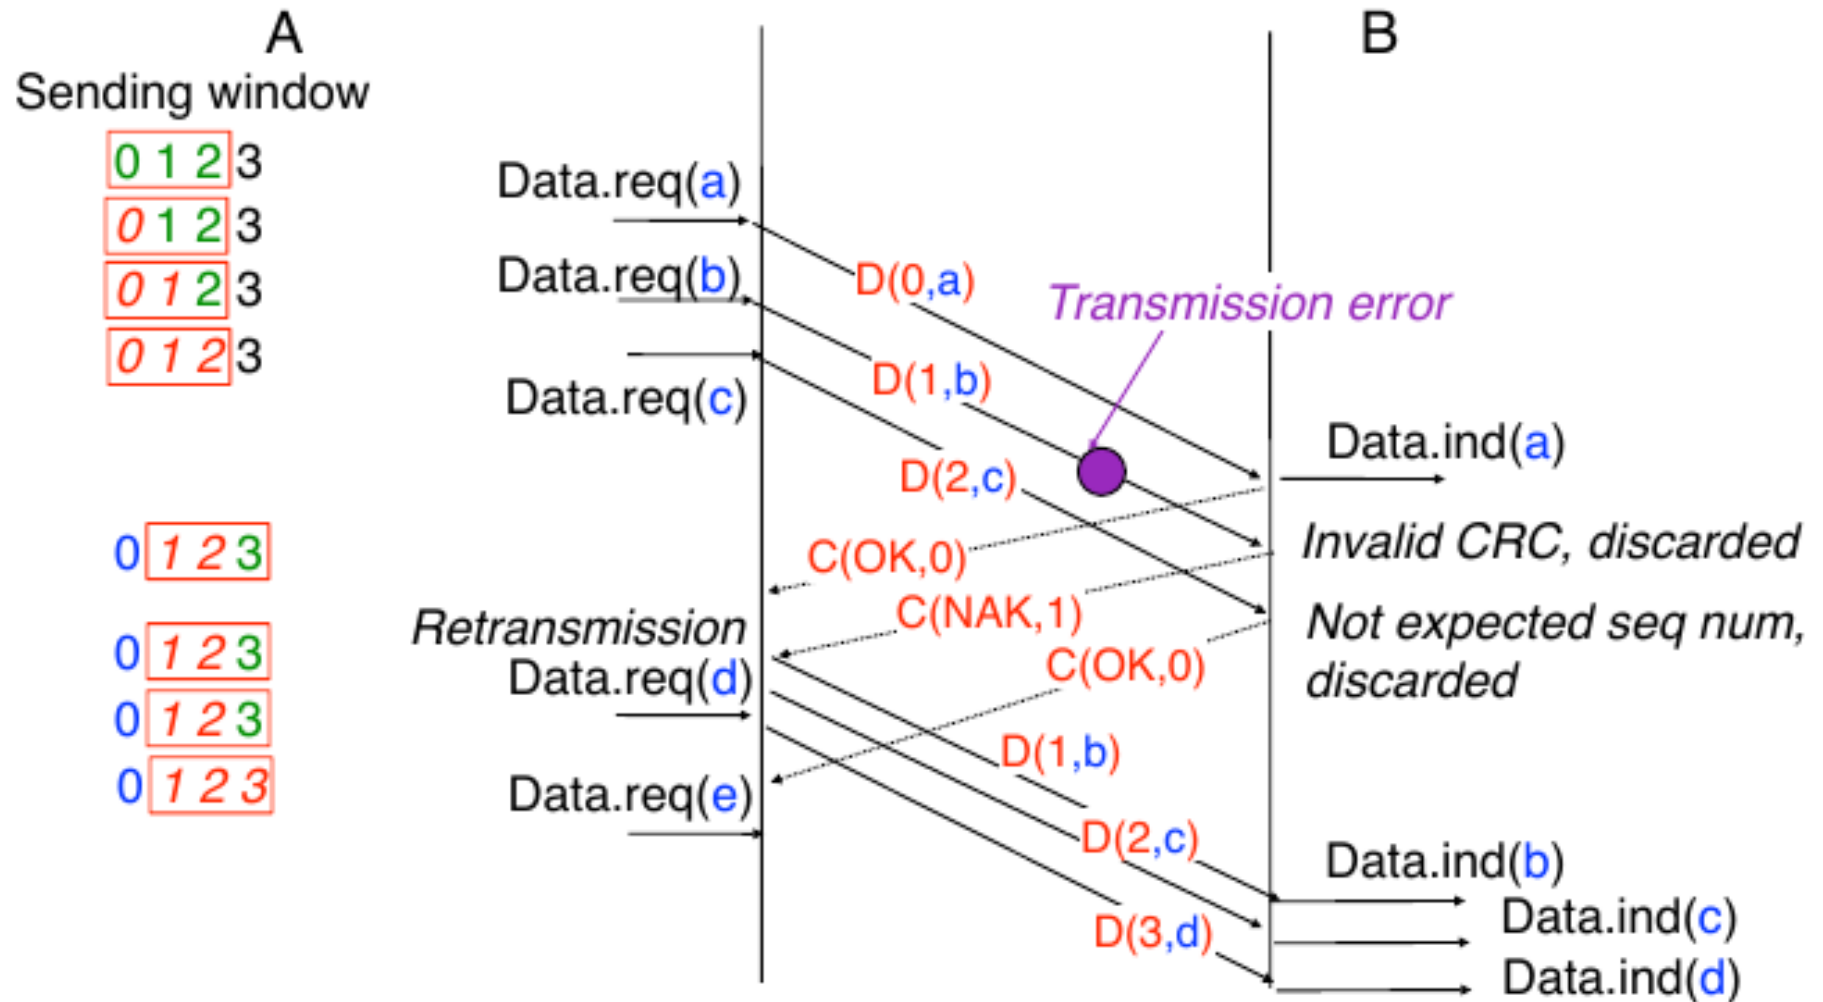 A
B
Sending window
0 1 2 3
0 1 2 3
0 1 2 3
0 1 2 3
Data.req(a)
Data.req(b)
Data.req(c)
D(0,a)
D(1,b)
D(2,c)
Transmission error
Data.ind(a)
C(OK,0)
Invalid CRC, discarded
C(NAK,1)
Not expected seq num,
discarded
C(OK,0)
0 1 2 3
0 1 2 3
0 1 2 3
0 1 2 3
Retransmission
Data.req(d)
Data.req(e)
D(1,b)
D(2,c)
D(3,d)
Data.ind(b)
Data.ind(c)
Data.ind(d)